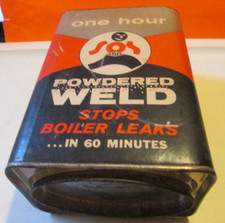 one hour
SOS
POWDERED
WELD
STOPS
BOILER LEAKS
...IN 60 MINUTES